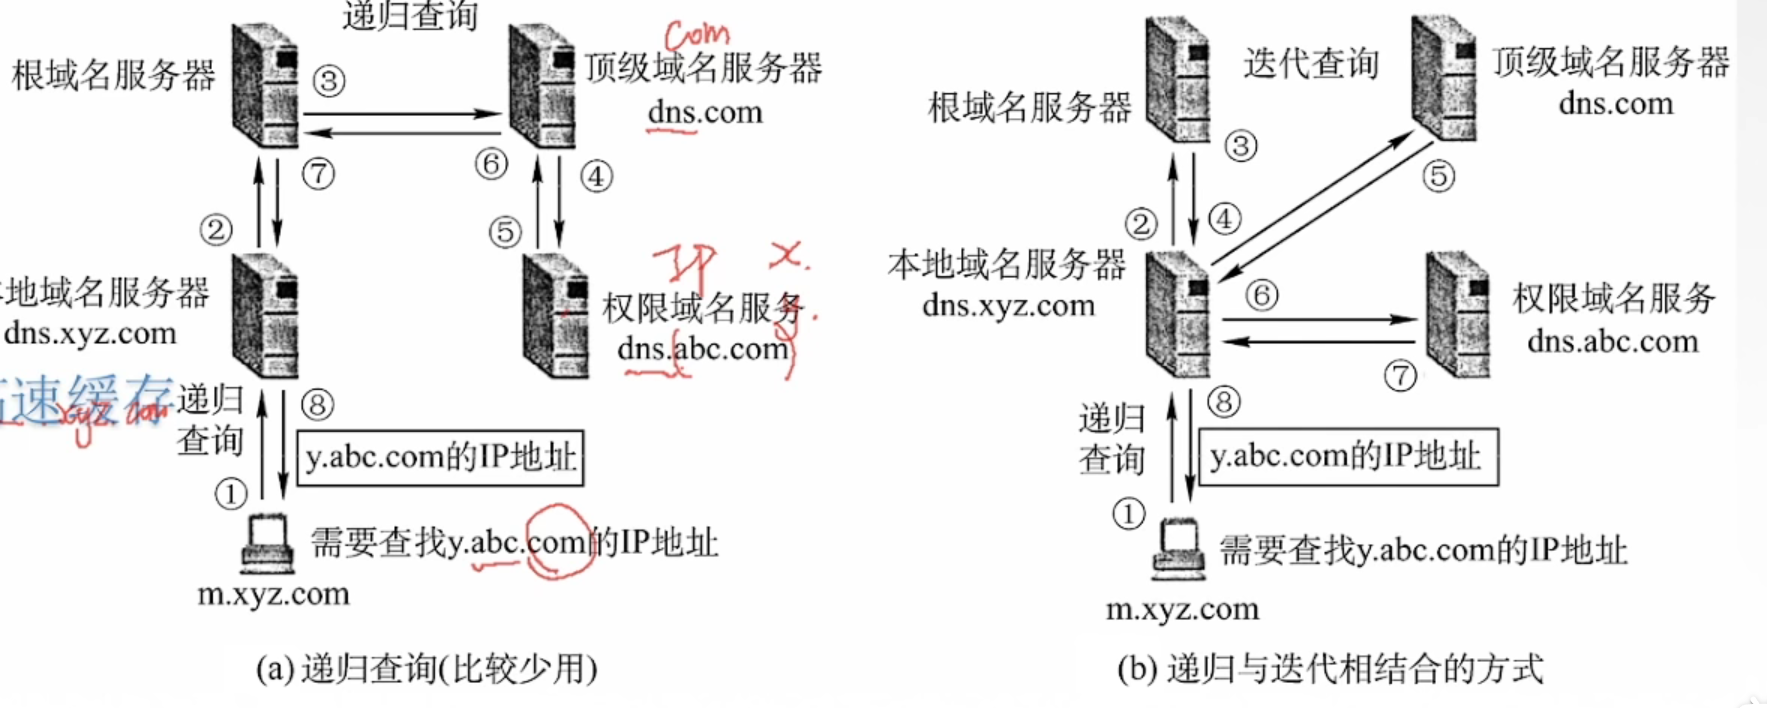 递归查询
com
根域名服务器
③
顶级域名服务器
dns.com
⑥
⑦
④
②
⑤
IP
x.
y.
地域名服务器
dns.xyz.com
权限域名服务
dns.abc.com
速缓存
xyz com
递归
查询
⑧
y.abc.com的IP地址
①
需要查找y.abc.com的IP地址
m.xyz.com
(a) 递归查询(比较少用)
迭代查询
顶级域名服务器
dns.com
根域名服务器
③
⑤
②
④
本地域名服务器
dns.xyz.com
⑥
权限域名服务
dns.abc.com
⑦
递归
查询
⑧
y.abc.com的IP地址
①
需要查找y.abc.com的IP地址
m.xyz.com
(b) 递归与迭代相结合的方式